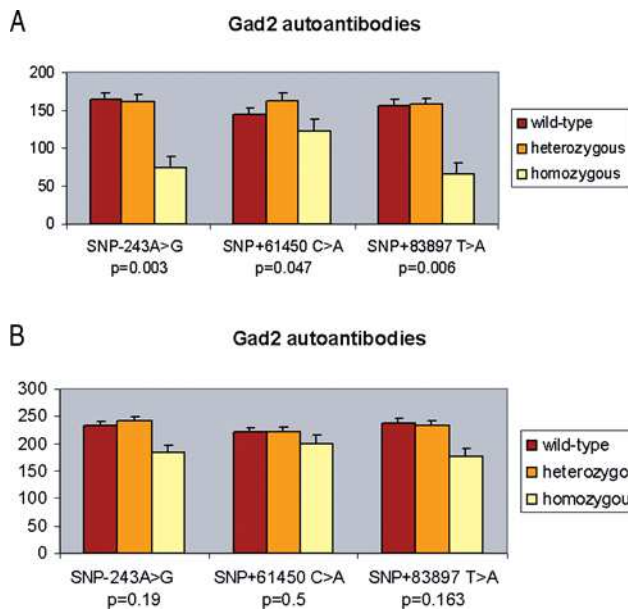 A
Gad2 autoantibodies
200
150
100
50
0
wild-type
heterozygous
homozygous
SNP-243A>G SNP+61450 C>A SNP+83897 T>A
p=0.003 p=0.047 p=0.006
B
Gad2 autoantibodies
300
250
200
150
100
50
0
wild-type
heterozygo
homozygou
SNP-243A>G SNP+61450 C>A SNP+83897 T>A
p=0.19 p=0.5 p=0.163